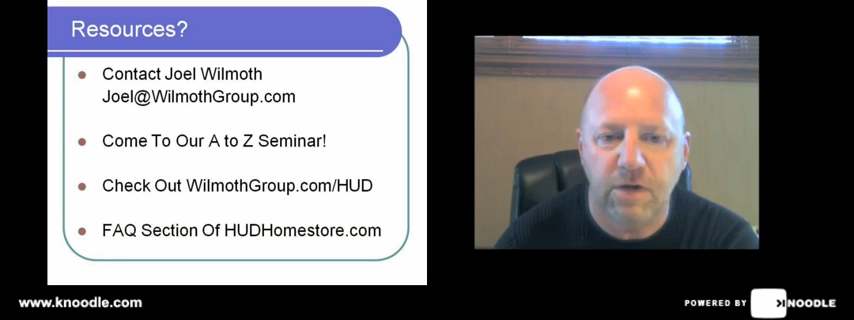 Resources?
Contact Joel Wilmoth
Joel@WilmothGroup.com
Come To Our A to Z Seminar!
Check Out WilmothGroup.com/HUD
FAQ Section Of HUDHomestore.com
www.knoodle.com
POWERED BY KNOODLE